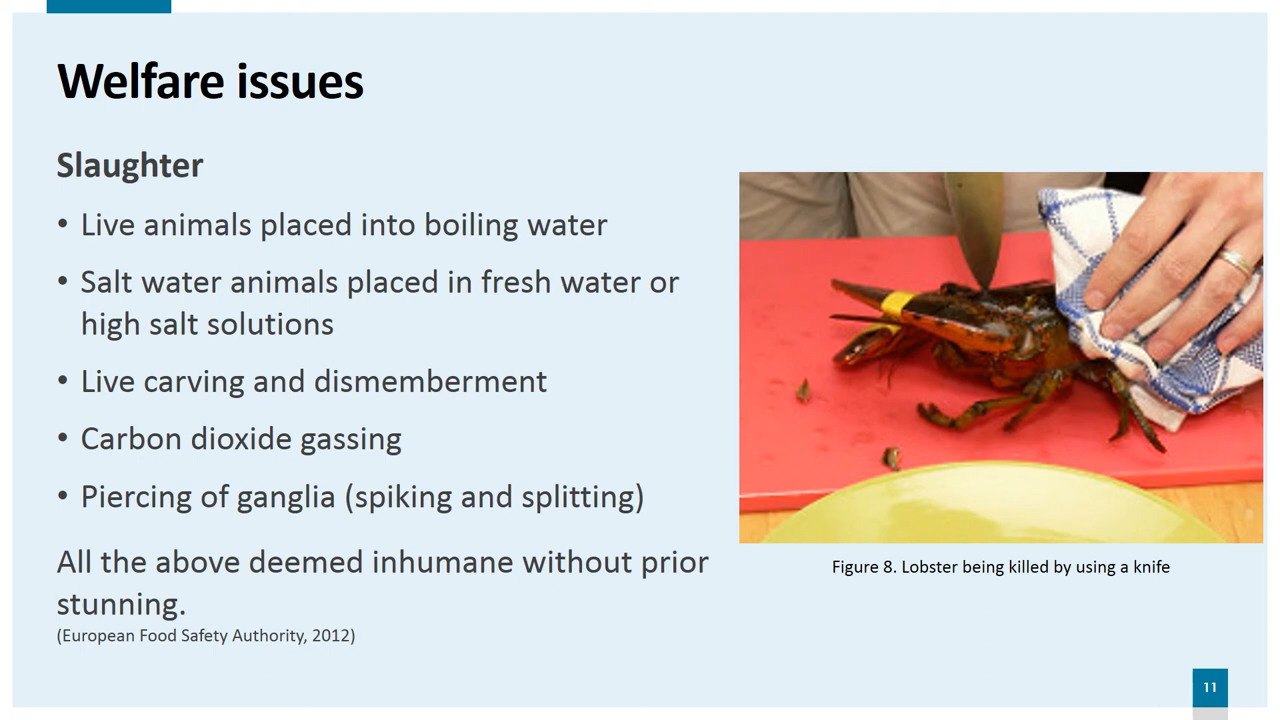 Welfare issues
Slaughter
• Live animals placed into boiling water
• Salt water animals placed in fresh water or
high salt solutions
• Live carving and dismemberment
• Carbon dioxide gassing
• Piercing of ganglia (spiking and splitting)
All the above deemed inhumane without prior
stunning.
(European Food Safety Authority, 2012)
Figure 8. Lobster being killed by using a knife
11